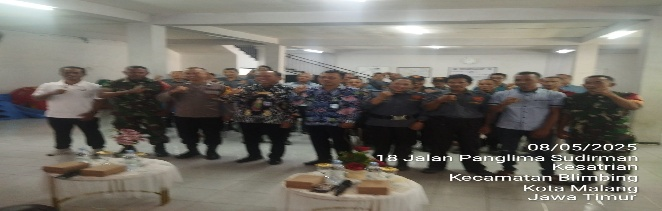 08/05/2025
18 Jalan Panglima Sudirman
Kesatrian
Kecamatan Blimbing
Kota Malang
Jawa Timur